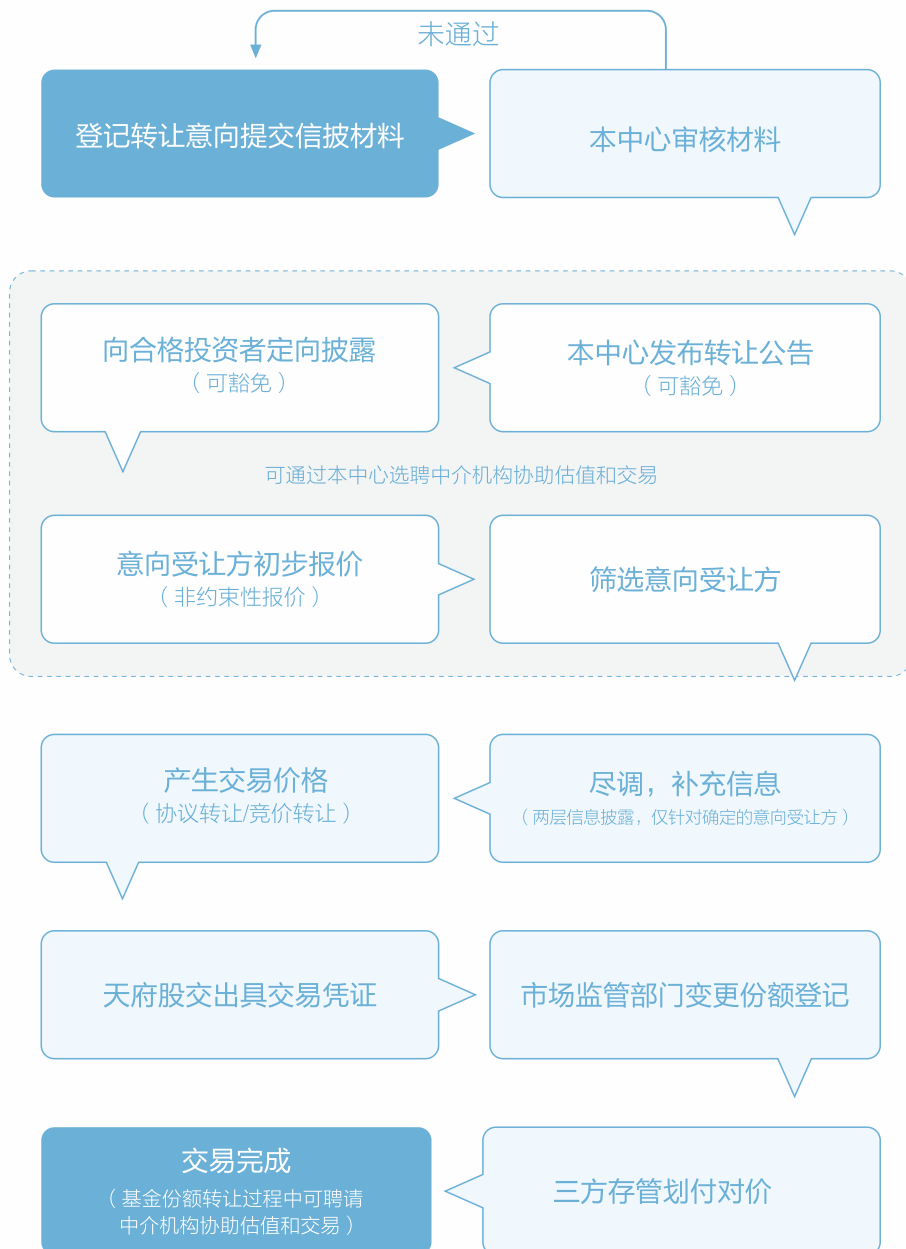 未通过
登记转让意向提交信披材料
本中心审核材料
本中心发布转让公告
（可豁免）
向合格投资者定向披露
（可豁免）
可通过本中心选聘中介机构协助估值和交易
意向受让方初步报价
（非约束性报价）
筛选意向受让方
尽调，补充信息
（两层信息披露，仅针对确定的意向受让方）
产生交易价格
（协议转让/竞价转让）
天府股交出具交易凭证
市场监管部门变更份额登记
三方存管划付对价
交易完成
（基金份额转让过程中可聘请
中介机构协助估值和交易）